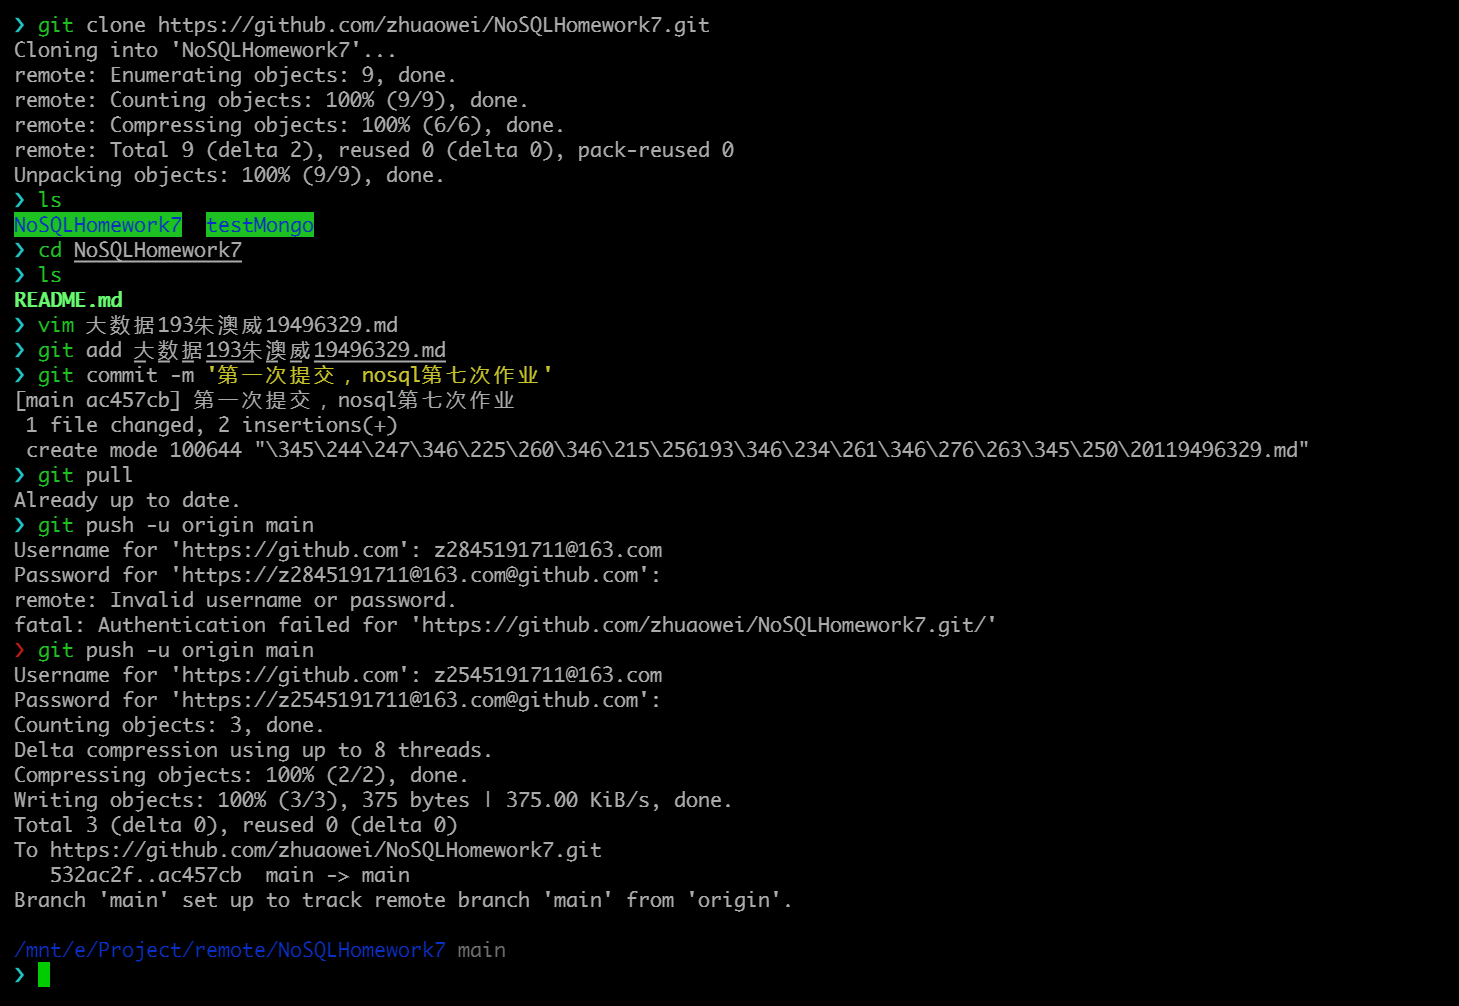 ❯ git clone https://github.com/zhuaowei/NoSQLHomework7.git
Cloning into 'NoSQLHomework7'...
remote: Enumerating objects: 9, done.
remote: Counting objects: 100% (9/9), done.
remote: Compressing objects: 100% (6/6), done.
remote: Total 9 (delta 2), reused 0 (delta 0), pack-reused 0
Unpacking objects: 100% (9/9), done.
❯ ls
NoSQLHomework7  testMongo
❯ cd NoSQLHomework7
❯ ls
README.md
❯ vim 大数据193朱澳威19496329.md
❯ git add 大数据193朱澳威19496329.md
❯ git commit -m '第一次提交，nosql第七次作业'
[main ac457cb] 第一次提交，nosql第七次作业
 1 file changed, 2 insertions(+)
 create mode 100644 "\345\244\247\346\225\260\346\215\256193\346\234\261\346\276\263\345\250\20119496329.md"
❯ git pull
Already up to date.
❯ git push -u origin main
Username for 'https://github.com': z2845191711@163.com
Password for 'https://z2845191711@163.com@github.com':
remote: Invalid username or password.
fatal: Authentication failed for 'https://github.com/zhuaowei/NoSQLHomework7.git/'
❯ git push -u origin main
Username for 'https://github.com': z2545191711@163.com
Password for 'https://z2545191711@163.com@github.com':
Counting objects: 3, done.
Delta compression using up to 8 threads.
Compressing objects: 100% (2/2), done.
Writing objects: 100% (3/3), 375 bytes | 375.00 KiB/s, done.
Total 3 (delta 0), reused 0 (delta 0)
To https://github.com/zhuaowei/NoSQLHomework7.git
   532ac2f..ac457cb  main -> main
Branch 'main' set up to track remote branch 'main' from 'origin'.
/mnt/e/Project/remote/NoSQLHomework7 main
❯